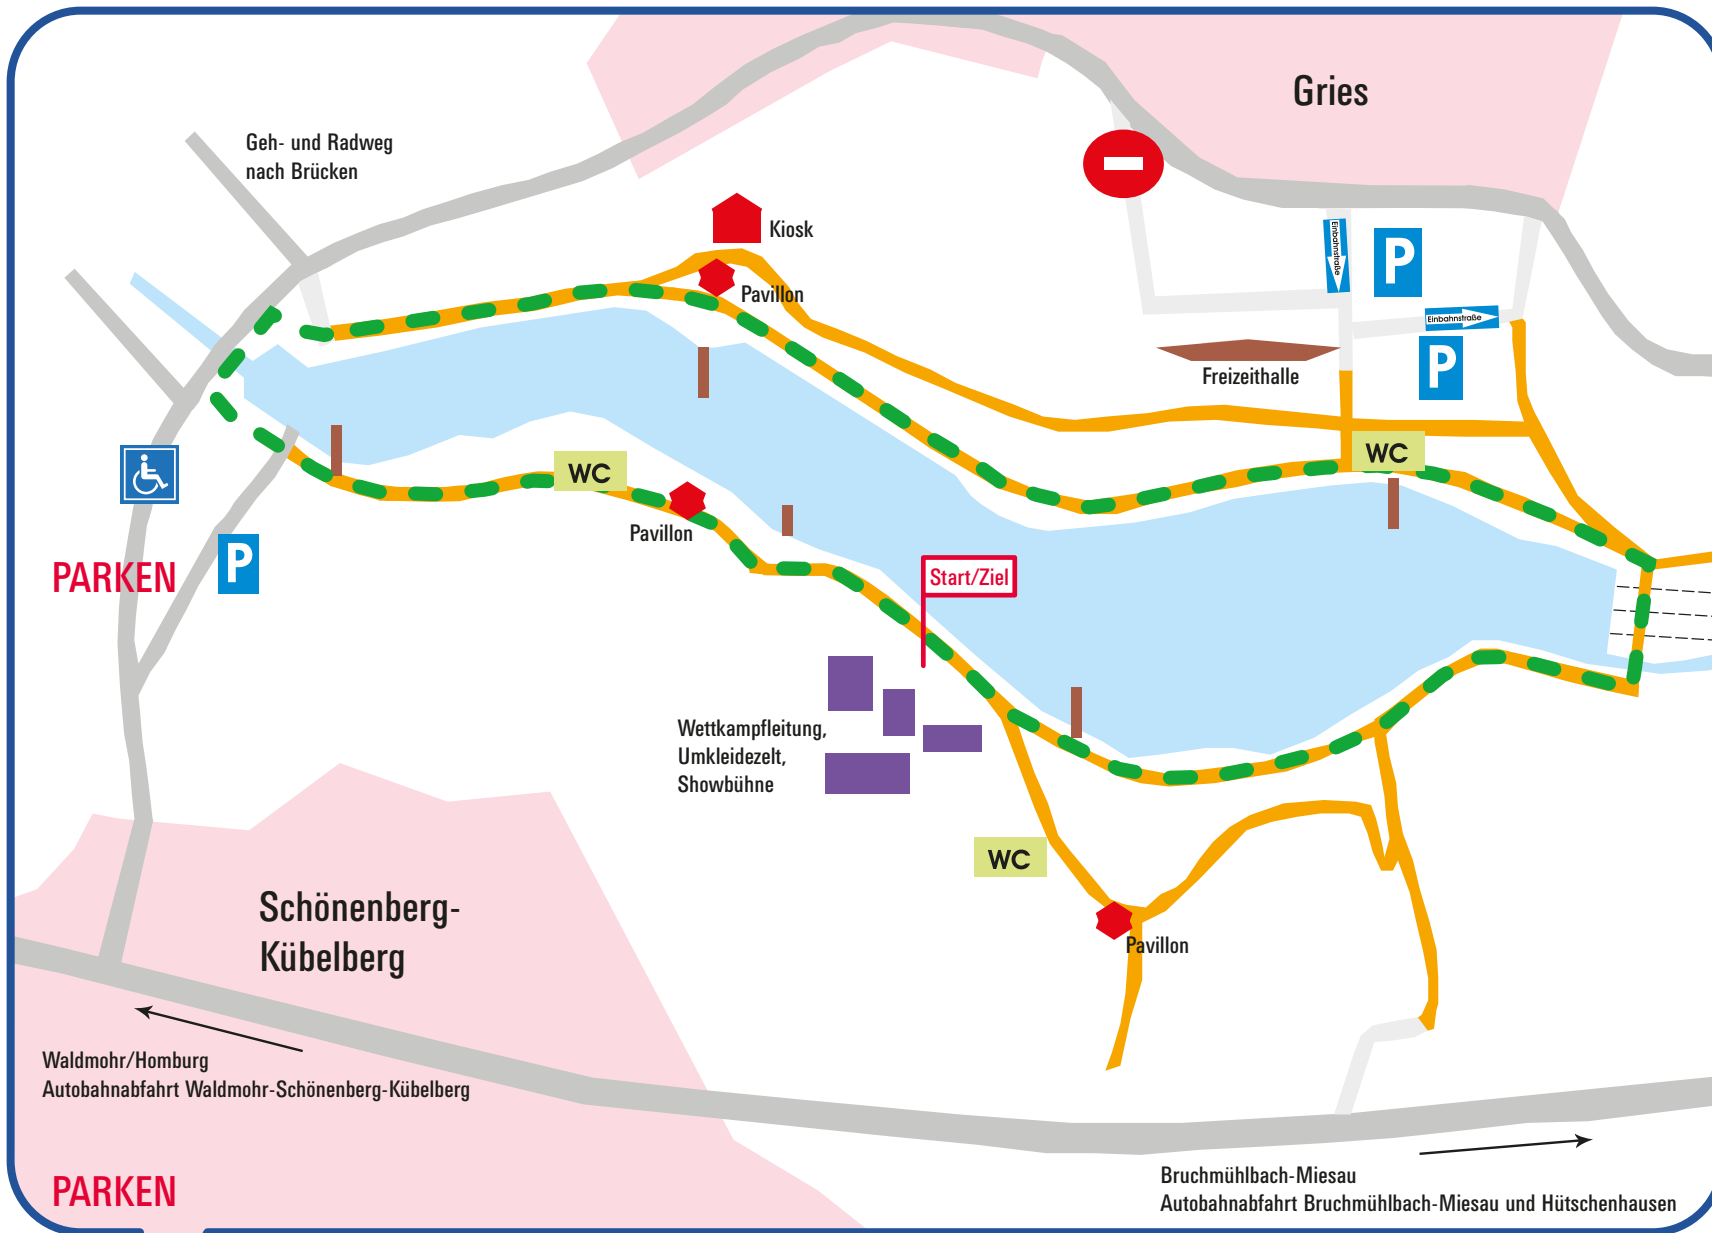 Gries
Geh- und Radweg
nach Brücken
Kiosk
Einbahnstraße
P
Pavillon
Einbahnstraße
P
Freizeithalle
WC
WC
Pavillon
P
PARKEN
Start/Ziel
Wettkampfleitung,
Umkleidezelt,
Showbühne
WC
Schönenberg-
Kübelberg
Pavillon
Waldmohr/Homburg
Autobahnabfahrt Waldmohr-Schönenberg-Kübelberg
Bruchmühlbach-Miesau
Autobahnabfahrt Bruchmühlbach-Miesau und Hütschenhausen
PARKEN